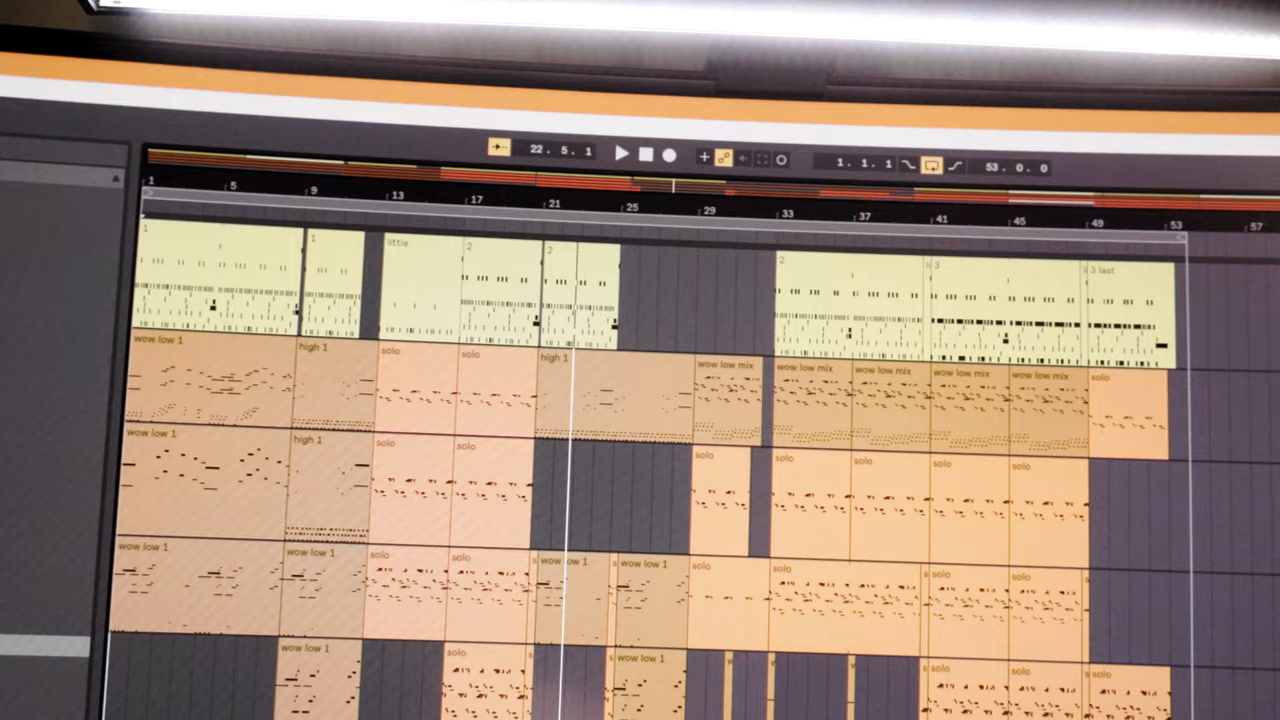 22. 5. 1 + 1. 1. 1 53. 0. 0
1 5 9 13 17 21 25 29 33 37 41 45 49 53 57
1 1 little 2 2 2 3 3 last
wow low 1 high 1 solo solo high 1 wow low mix wow low mix wow low mix wow low mix wow low mix solo
wow low 1 high 1 solo solo solo solo solo solo solo
wow low 1 wow low 1 solo solo s wow low 1 s wow low 1 solo solo s solo solo s
wow low 1 solo s s wow low 1 solo solo s solo